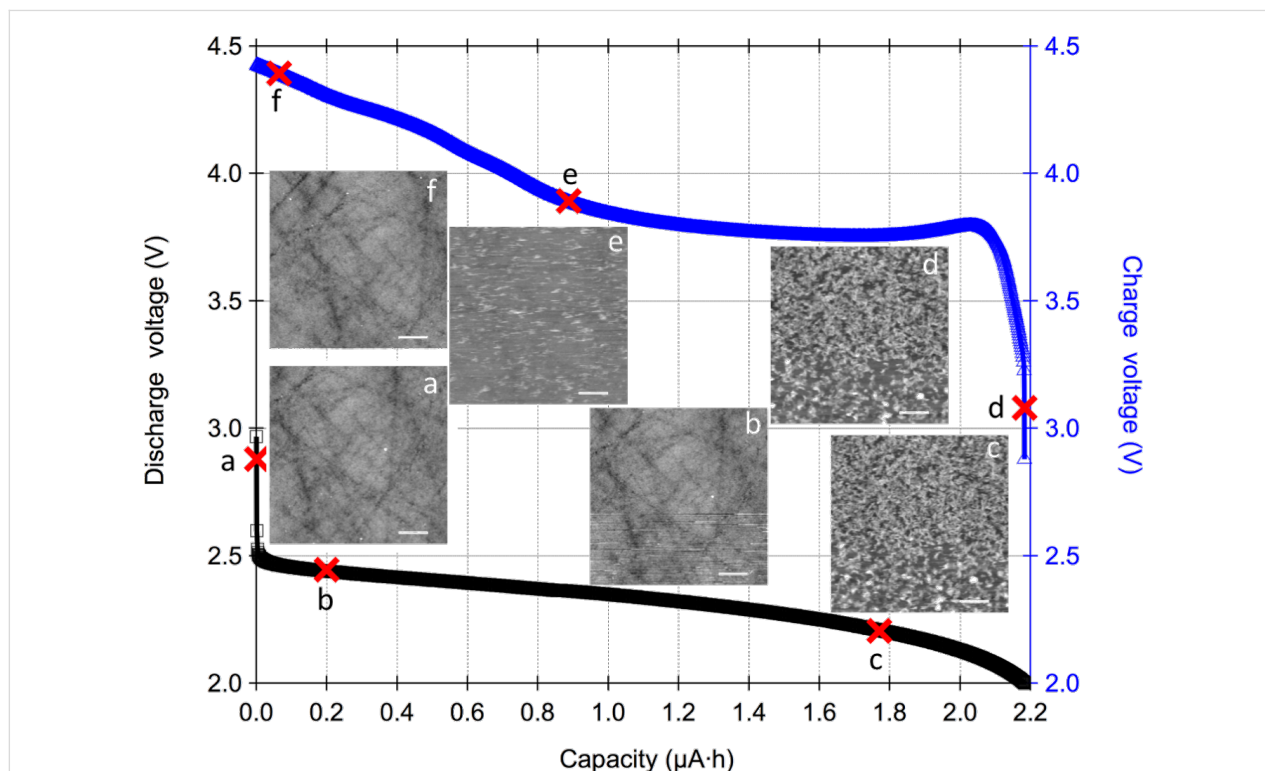 4.5
4.5
f
e
4.0
4.0
f
e
d
3.5
3.5
a
d
b
3.0
3.0
a
c
2.5
2.5
b
c
2.0
2.0
0.0 0.2 0.4 0.6 0.8 1.0 1.2 1.4 1.6 1.8 2.0 2.2
Capacity (µA·h)
Discharge voltage (V)
Charge voltage (V)